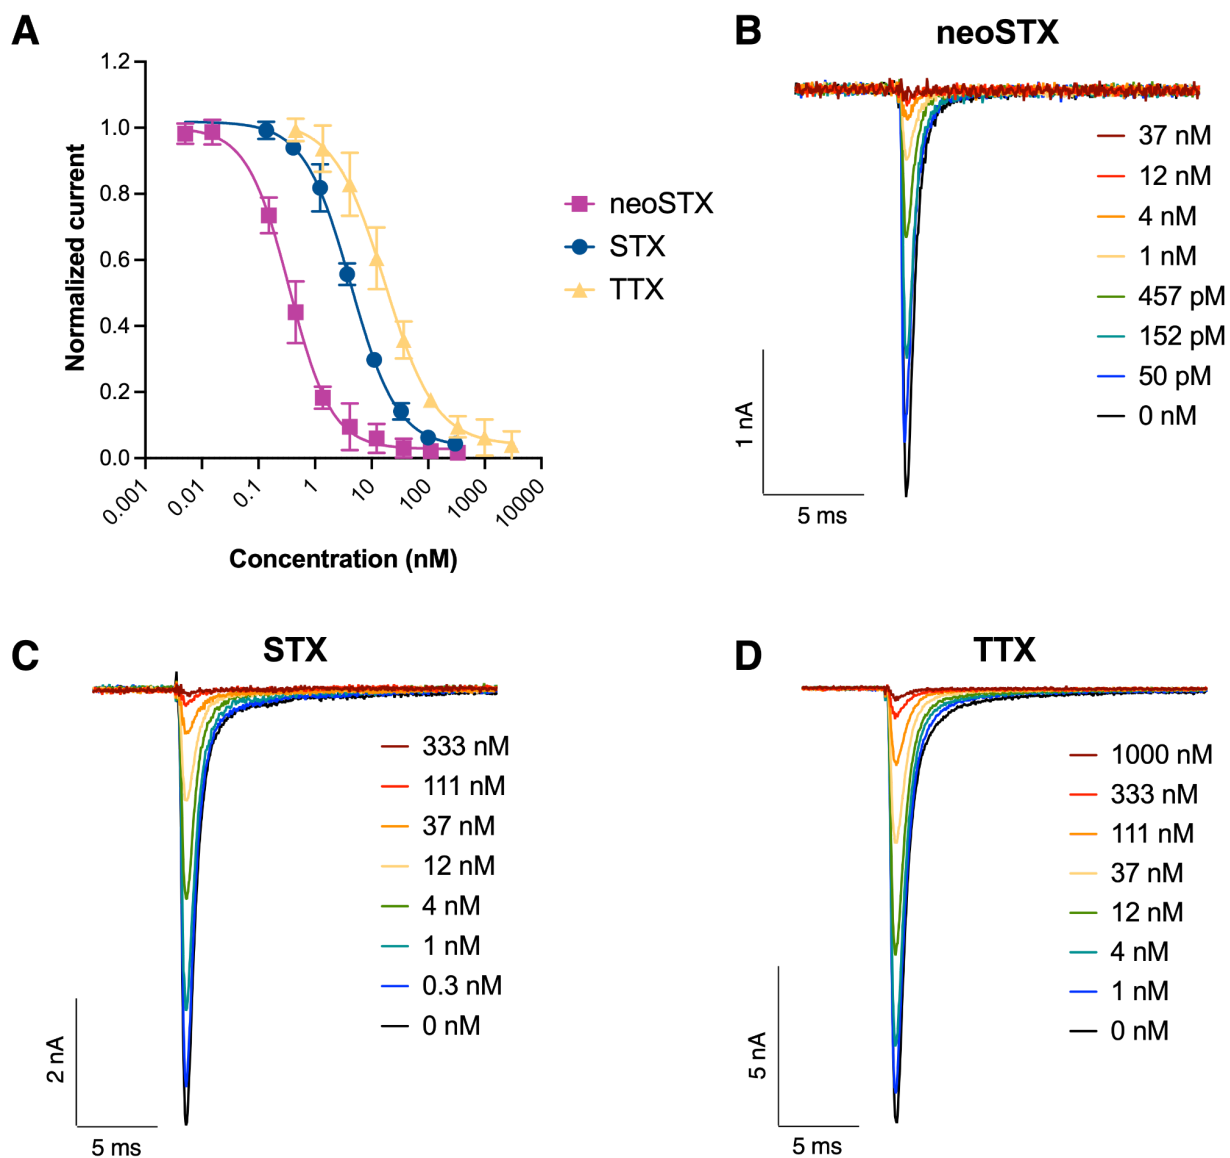 A
1.2
1.0
0.8
0.6
0.4
0.2
0.0
Normalized current
0.001
0.01
0.1
1
10
100
1000
10000
Concentration (nM)
neoSTX
STX
TTX
B
neoSTX
37 nM
12 nM
4 nM
1 nM
457 pM
152 pM
50 pM
0 nM
1 nA
5 ms
C
STX
333 nM
111 nM
37 nM
12 nM
4 nM
1 nM
0.3 nM
0 nM
2 nA
5 ms
D
TTX
1000 nM
333 nM
111 nM
37 nM
12 nM
4 nM
1 nM
0 nM
5 nA
5 ms